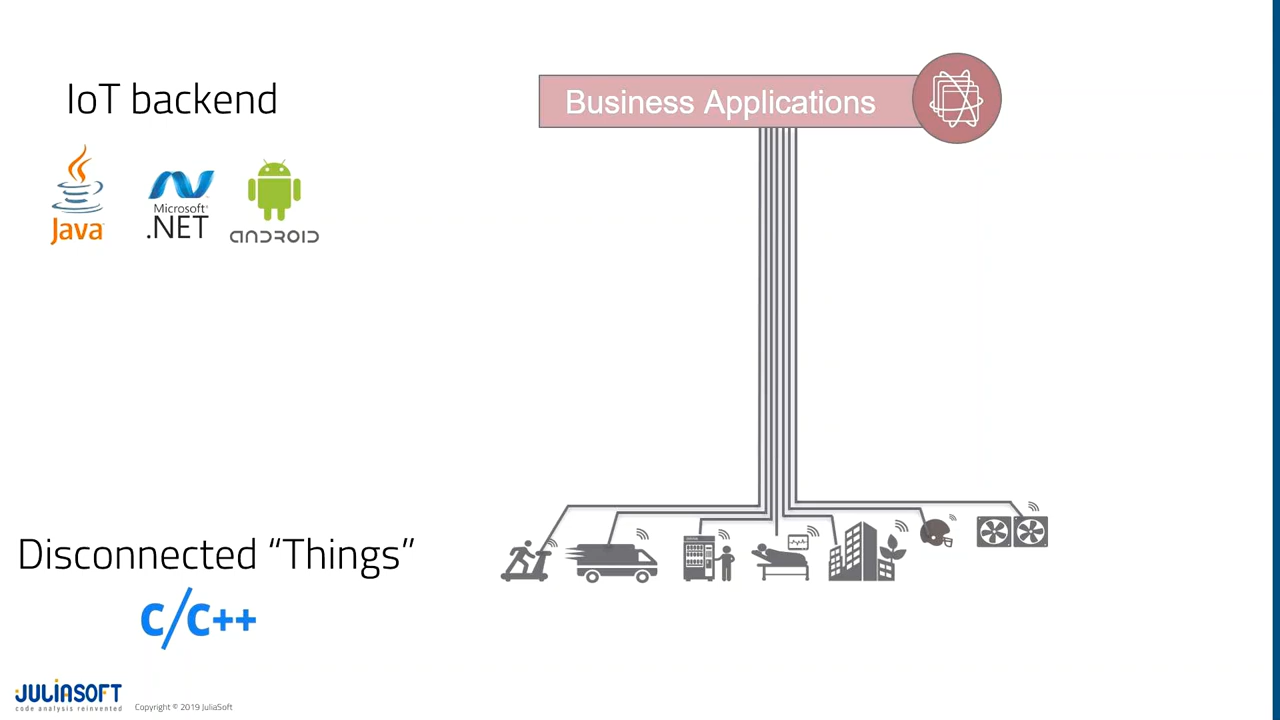 IoT backend
Business Applications
Java
Microsoft®
.NET
ANDROID
Disconnected “Things”
C/C++
JULIASOFT
code analysis reinvented
Copyright © 2019 JuliaSoft